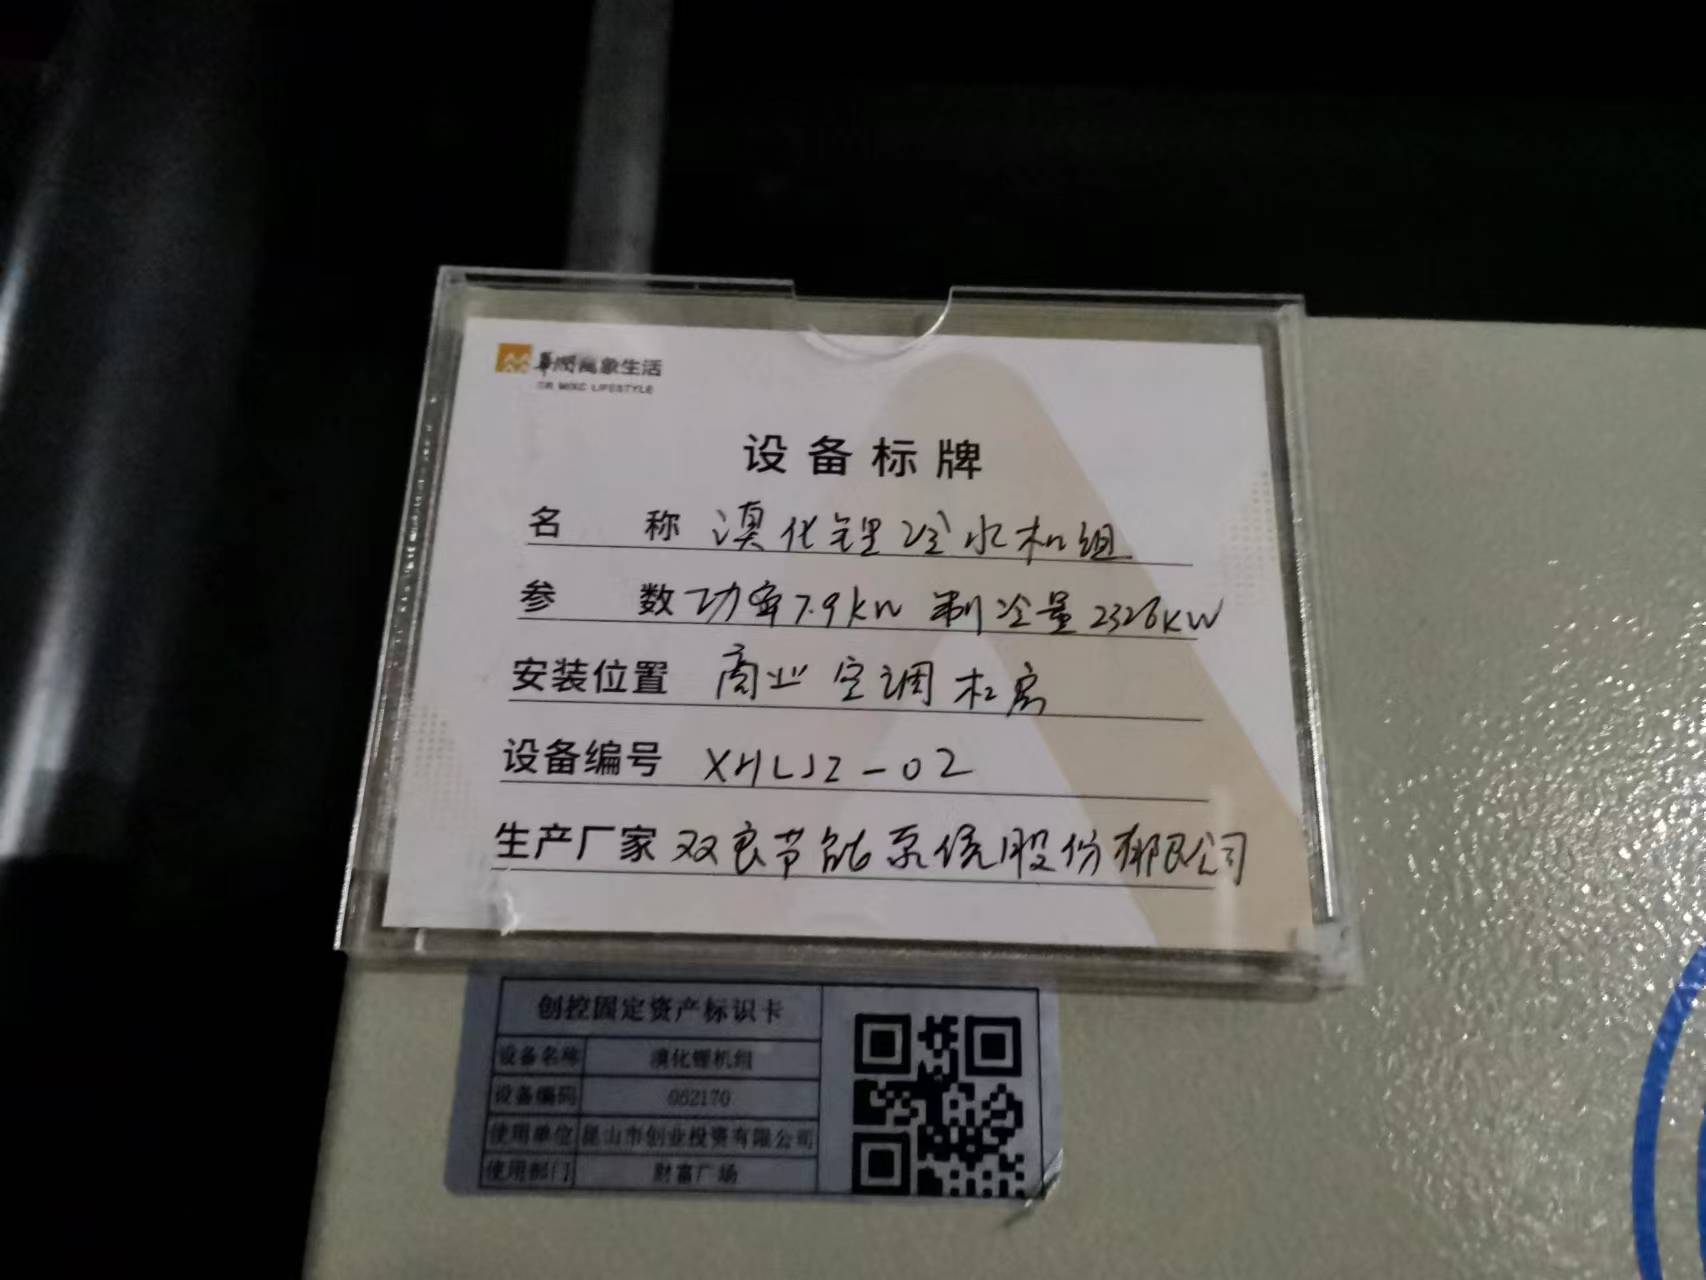 华润万象生活
CR MIXC LIFESTYLE
设备标牌
名 称 溴化锂冷水机组
参 数 功率7.9kW 制冷量2326kW
安装位置 商业空调机房
设备编号 XHLJZ-02
生产厂家 双良节能系统股份有限公司
创控固定资产标识卡
设备名称 溴化锂机组
设备编码 062170
使用单位 昆山市创业投资有限公司
使用部门 财富广场